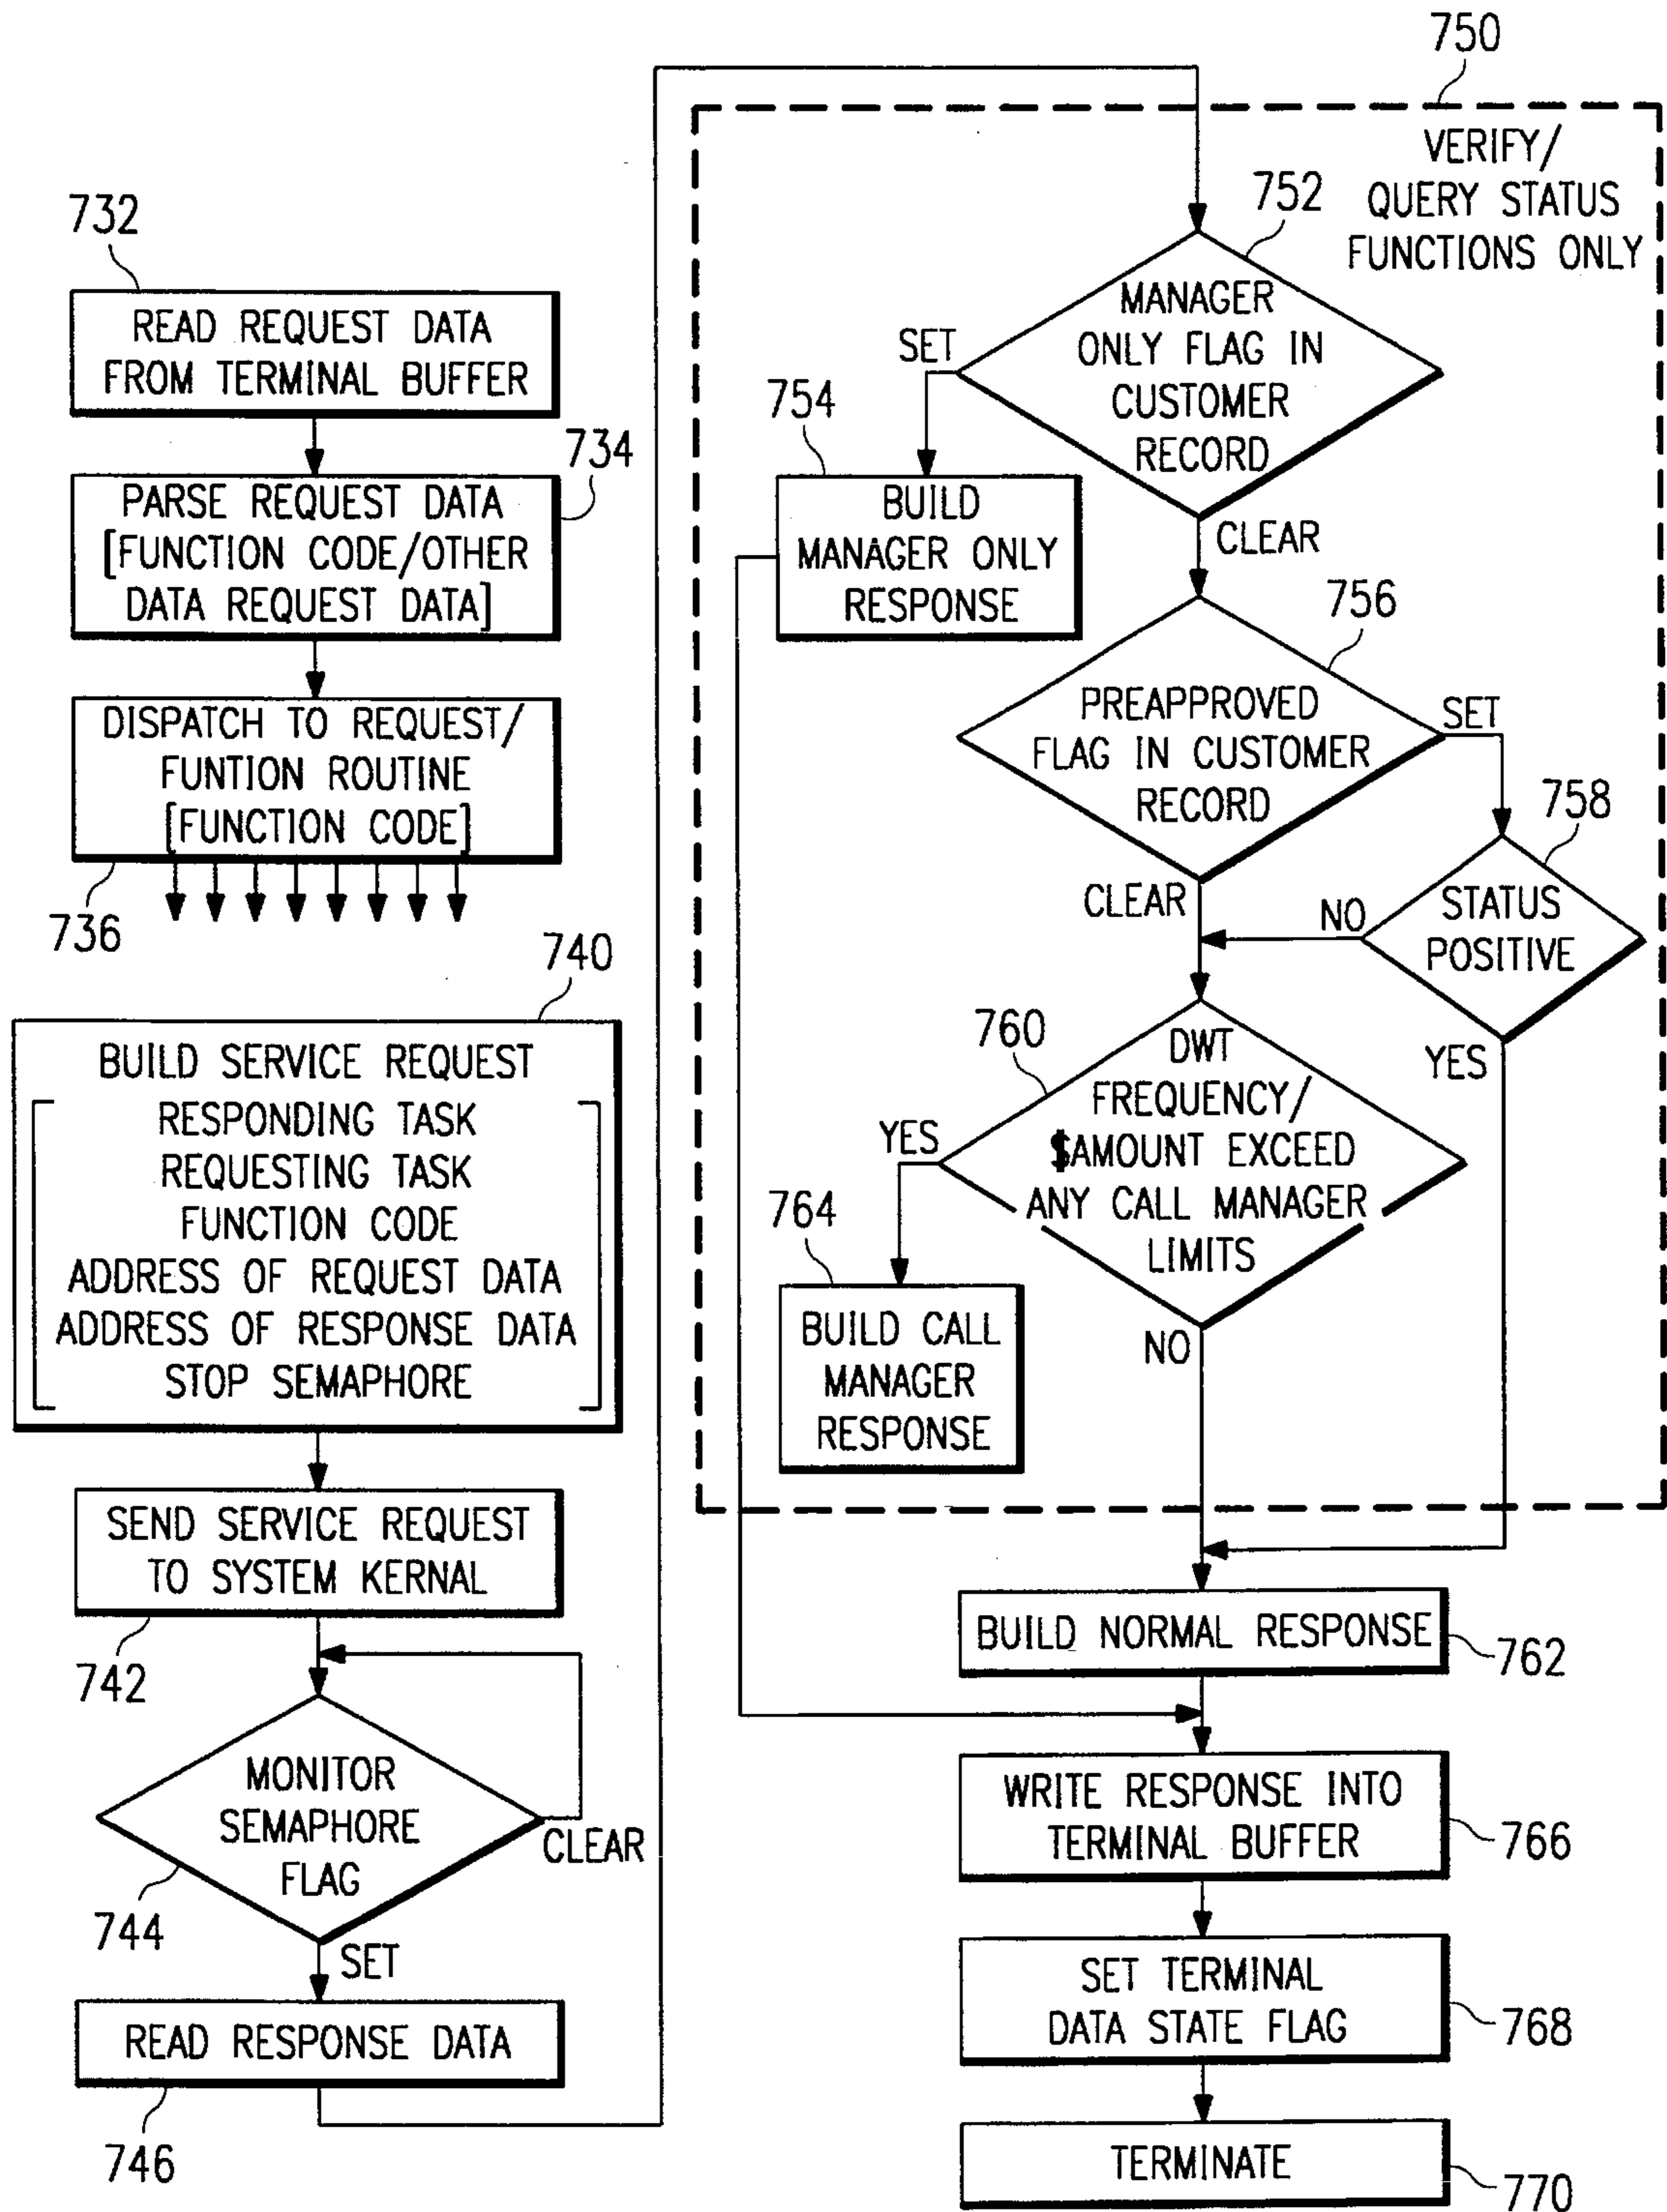 732
READ REQUEST DATA
FROM TERMINAL BUFFER
734
PARSE REQUEST DATA
[FUNCTION CODE/OTHER
DATA REQUEST DATA]
DISPATCH TO REQUEST/
FUNTION ROUTINE
[FUNCTION CODE]
736
740
BUILD SERVICE REQUEST
RESPONDING TASK
REQUESTING TASK
FUNCTION CODE
ADDRESS OF REQUEST DATA
ADDRESS OF RESPONSE DATA
STOP SEMAPHORE
SEND SERVICE REQUEST
TO SYSTEM KERNAL
742
MONITOR
SEMAPHORE
FLAG
CLEAR
744
SET
READ RESPONSE DATA
746
750
VERIFY/
QUERY STATUS
FUNCTIONS ONLY
752
MANAGER
ONLY FLAG IN
CUSTOMER
RECORD
SET
754
BUILD
MANAGER ONLY
RESPONSE
CLEAR
756
PREAPPROVED
FLAG IN CUSTOMER
RECORD
SET
758
STATUS
POSITIVE
NO
CLEAR
YES
760
DWT
FREQUENCY/
$AMOUNT EXCEED
ANY CALL MANAGER
LIMITS
YES
764
BUILD CALL
MANAGER
RESPONSE
NO
BUILD NORMAL RESPONSE
762
WRITE RESPONSE INTO
TERMINAL BUFFER
766
SET TERMINAL
DATA STATE FLAG
768
TERMINATE
770